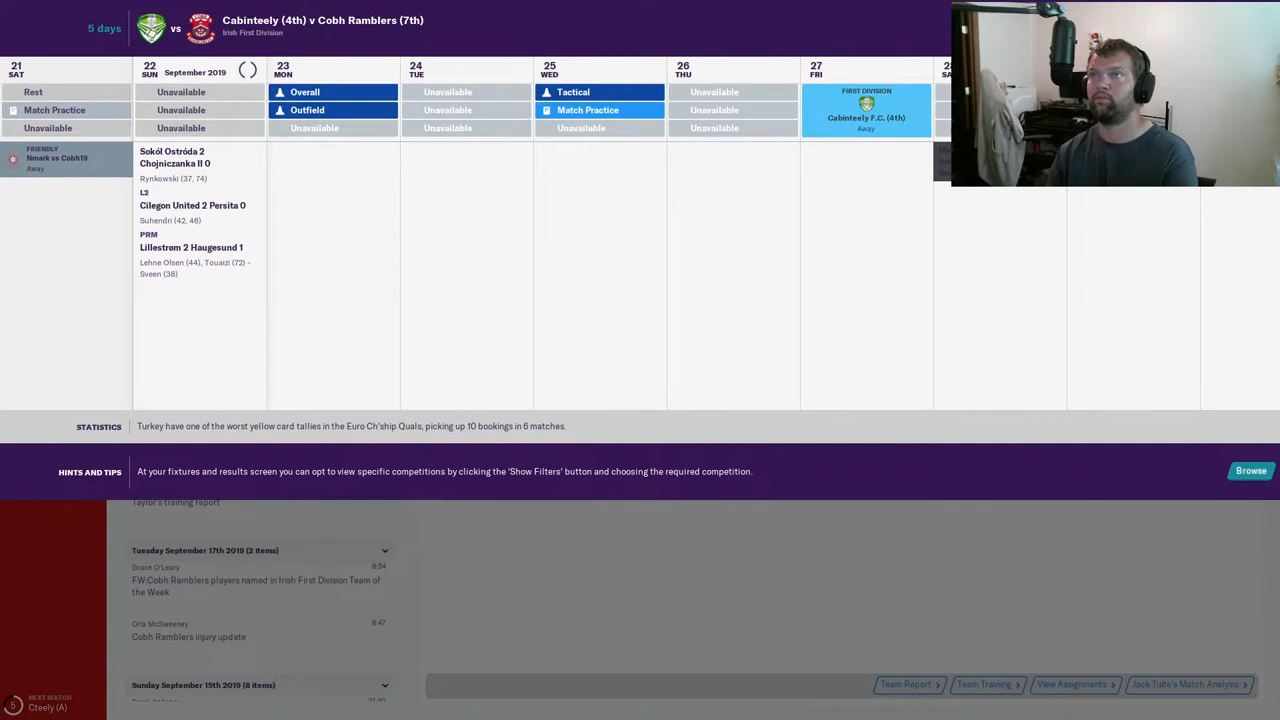 5 days
vs
Cabinteely (4th) v Cobh Ramblers (7th)
Irish First Division
21
SAT
22
SUN
September 2019
23
MON
24
TUE
25
WED
26
THU
27
FRI
28
Rest
Unavailable
Overall
Unavailable
Tactical
Unavailable
Match Practice
Unavailable
Outfield
Unavailable
Match Practice
Unavailable
Unavailable
Unavailable
Unavailable
Unavailable
Unavailable
Unavailable
FIRST DIVISION
Cabinteely F.C. (4th)
Away
FRIENDLY
Nmark vs Cobh19
Away
Sokół Ostróda 2
Chojniczanka II 0
Rynkowski (37, 74)
L2
Cilegon United 2 Persita 0
Suhendri (42, 46)
PRM
Lillestrøm 2 Haugesund 1
Lehne Olsen (44), Touaizi (72) -
Sveen (38)
STATISTICS
Turkey have one of the worst yellow card tallies in the Euro Ch'ship Quals, picking up 10 bookings in 6 matches.
HINTS AND TIPS
At your fixtures and results screen you can opt to view specific competitions by clicking the 'Show Filters' button and choosing the required competition.
Browse
Taylor's training report
Tuesday September 17th 2019 (2 items)
Grace O'Leary
8:54
FW:Cobh Ramblers players named in Irish First Division Team of
the Week
Orla McSweeney
8:47
Cobh Ramblers injury update
Sunday September 15th 2019 (8 items)
Team Report
Team Training
View Assignments
Jack Tuite's Match Analysis
5
NEXT MATCH
Cteely (A)